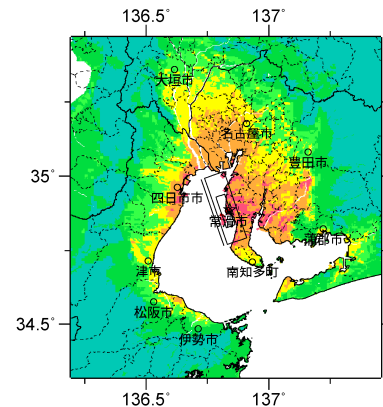 136.5° 137°
大垣市
名古屋市
豊田市
35°
四日市市
常滑市
蒲郡市
津市
南知多町
松阪市
34.5°
伊勢市
136.5° 137°